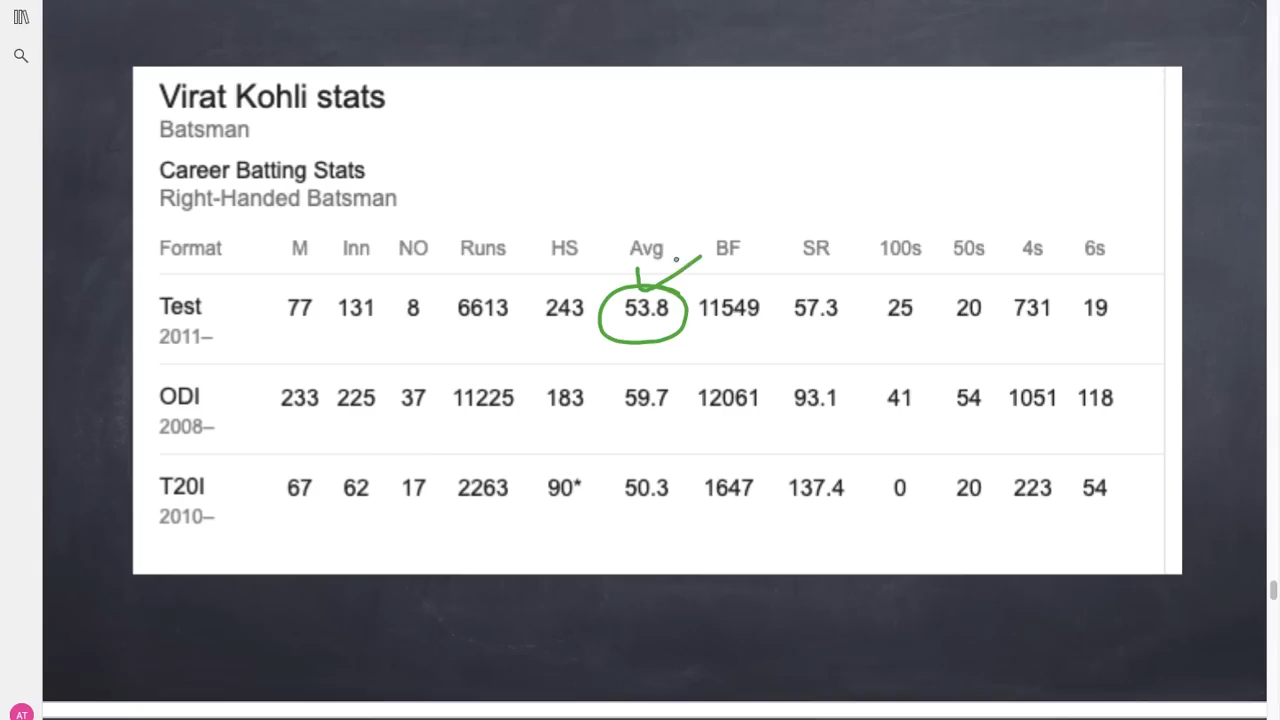 Virat Kohli stats
Batsman
Career Batting Stats
Right-Handed Batsman
Format M Inn NO Runs HS Avg BF SR 100s 50s 4s 6s
Test 77 131 8 6613 243 53.8 11549 57.3 25 20 731 19
2011–
ODI 233 225 37 11225 183 59.7 12061 93.1 41 54 1051 118
2008–
T20I 67 62 17 2263 90* 50.3 1647 137.4 0 20 223 54
2010–
AT